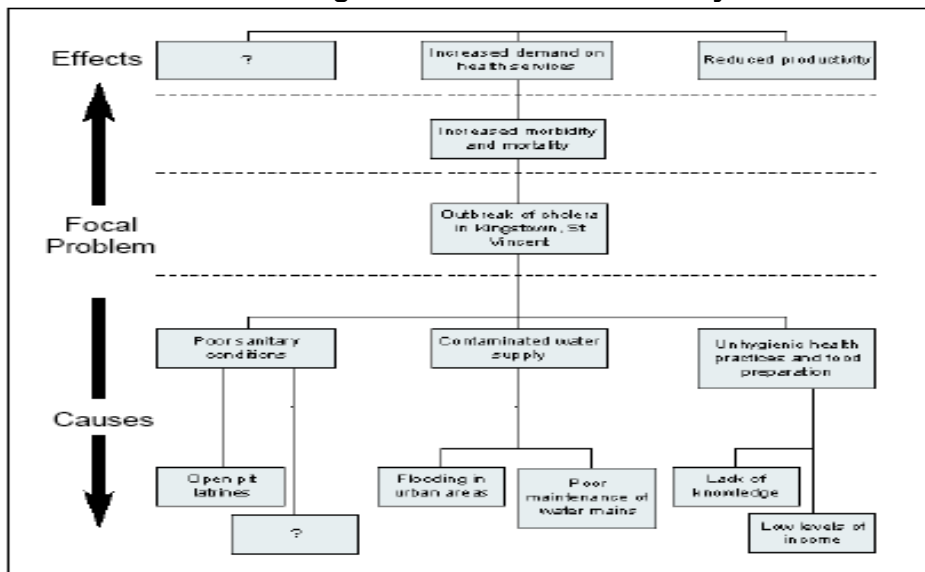 Effects
?
Increased demand on
health services
Reduced productivity
Increased morbidity
and mortality
Focal
Problem
Outbreak of cholera
in Kingstown, St
Vincent
Causes
Poor sanitary
conditions
Contaminated water
supply
Unhygienic health
practices and food
preparation
Open pit
latrines
?
Flooding in
urban areas
Poor
maintenance of
water mains
Lack of
knowledge
Low levels of
income